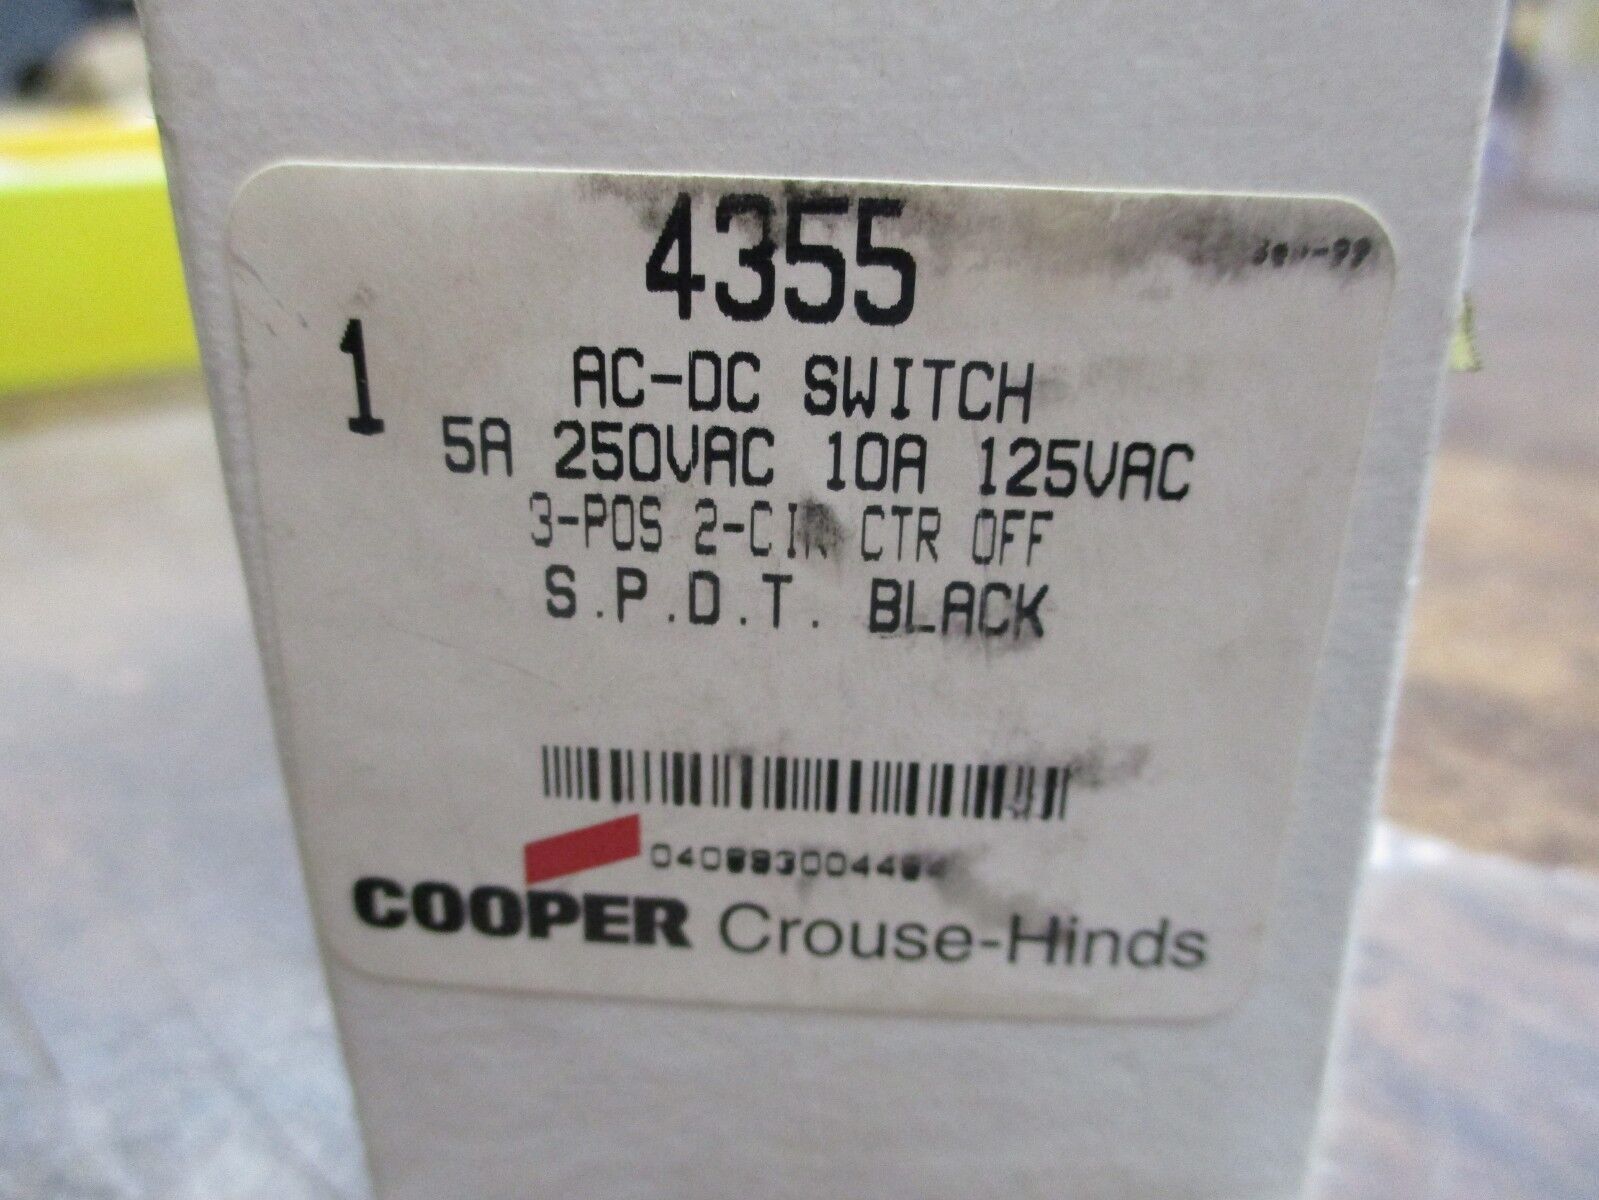 4355
1
AC-DC SWITCH
5A 250VAC 10A 125VAC
3-POS 2-CIR CTR OFF
S.P.D.T. BLACK
COOPER Crouse-Hinds